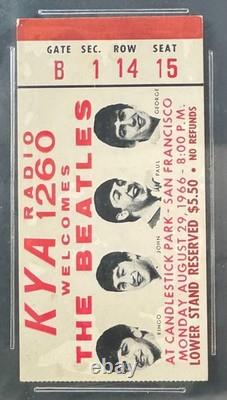 GATE SEC. ROW SEAT
B 1 14 15
KYA RADIO 1260
WELCOMES
THE BEATLES
GEORGE
PAUL
JOHN
RINGO
AT CANDLESTICK PARK - SAN FRANCISCO
MONDAY AUGUST 29, 1966 - 8:00 P.M.
LOWER STAND RESERVED $5.50 • NO REFUNDS